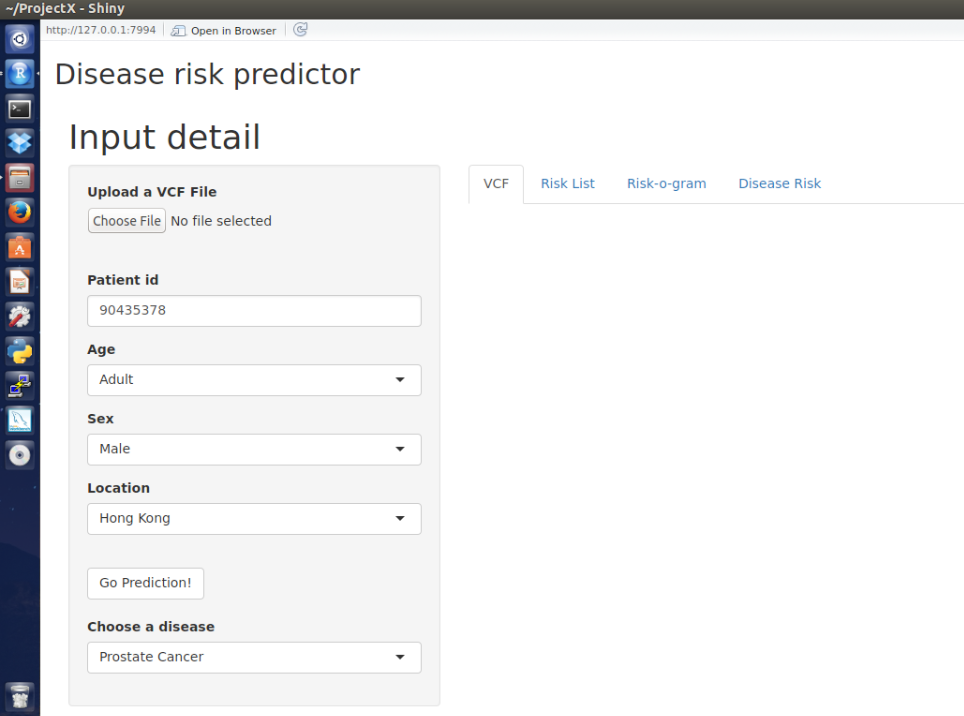 ~/ProjectX - Shiny
http://127.0.0.1:7994 Open in Browser
Disease risk predictor
Input detail
VCF Risk List Risk-o-gram Disease Risk
Upload a VCF File
Choose File No file selected
Patient id
90435378
Age
Adult
Sex
Male
Location
Hong Kong
Go Prediction!
Choose a disease
Prostate Cancer